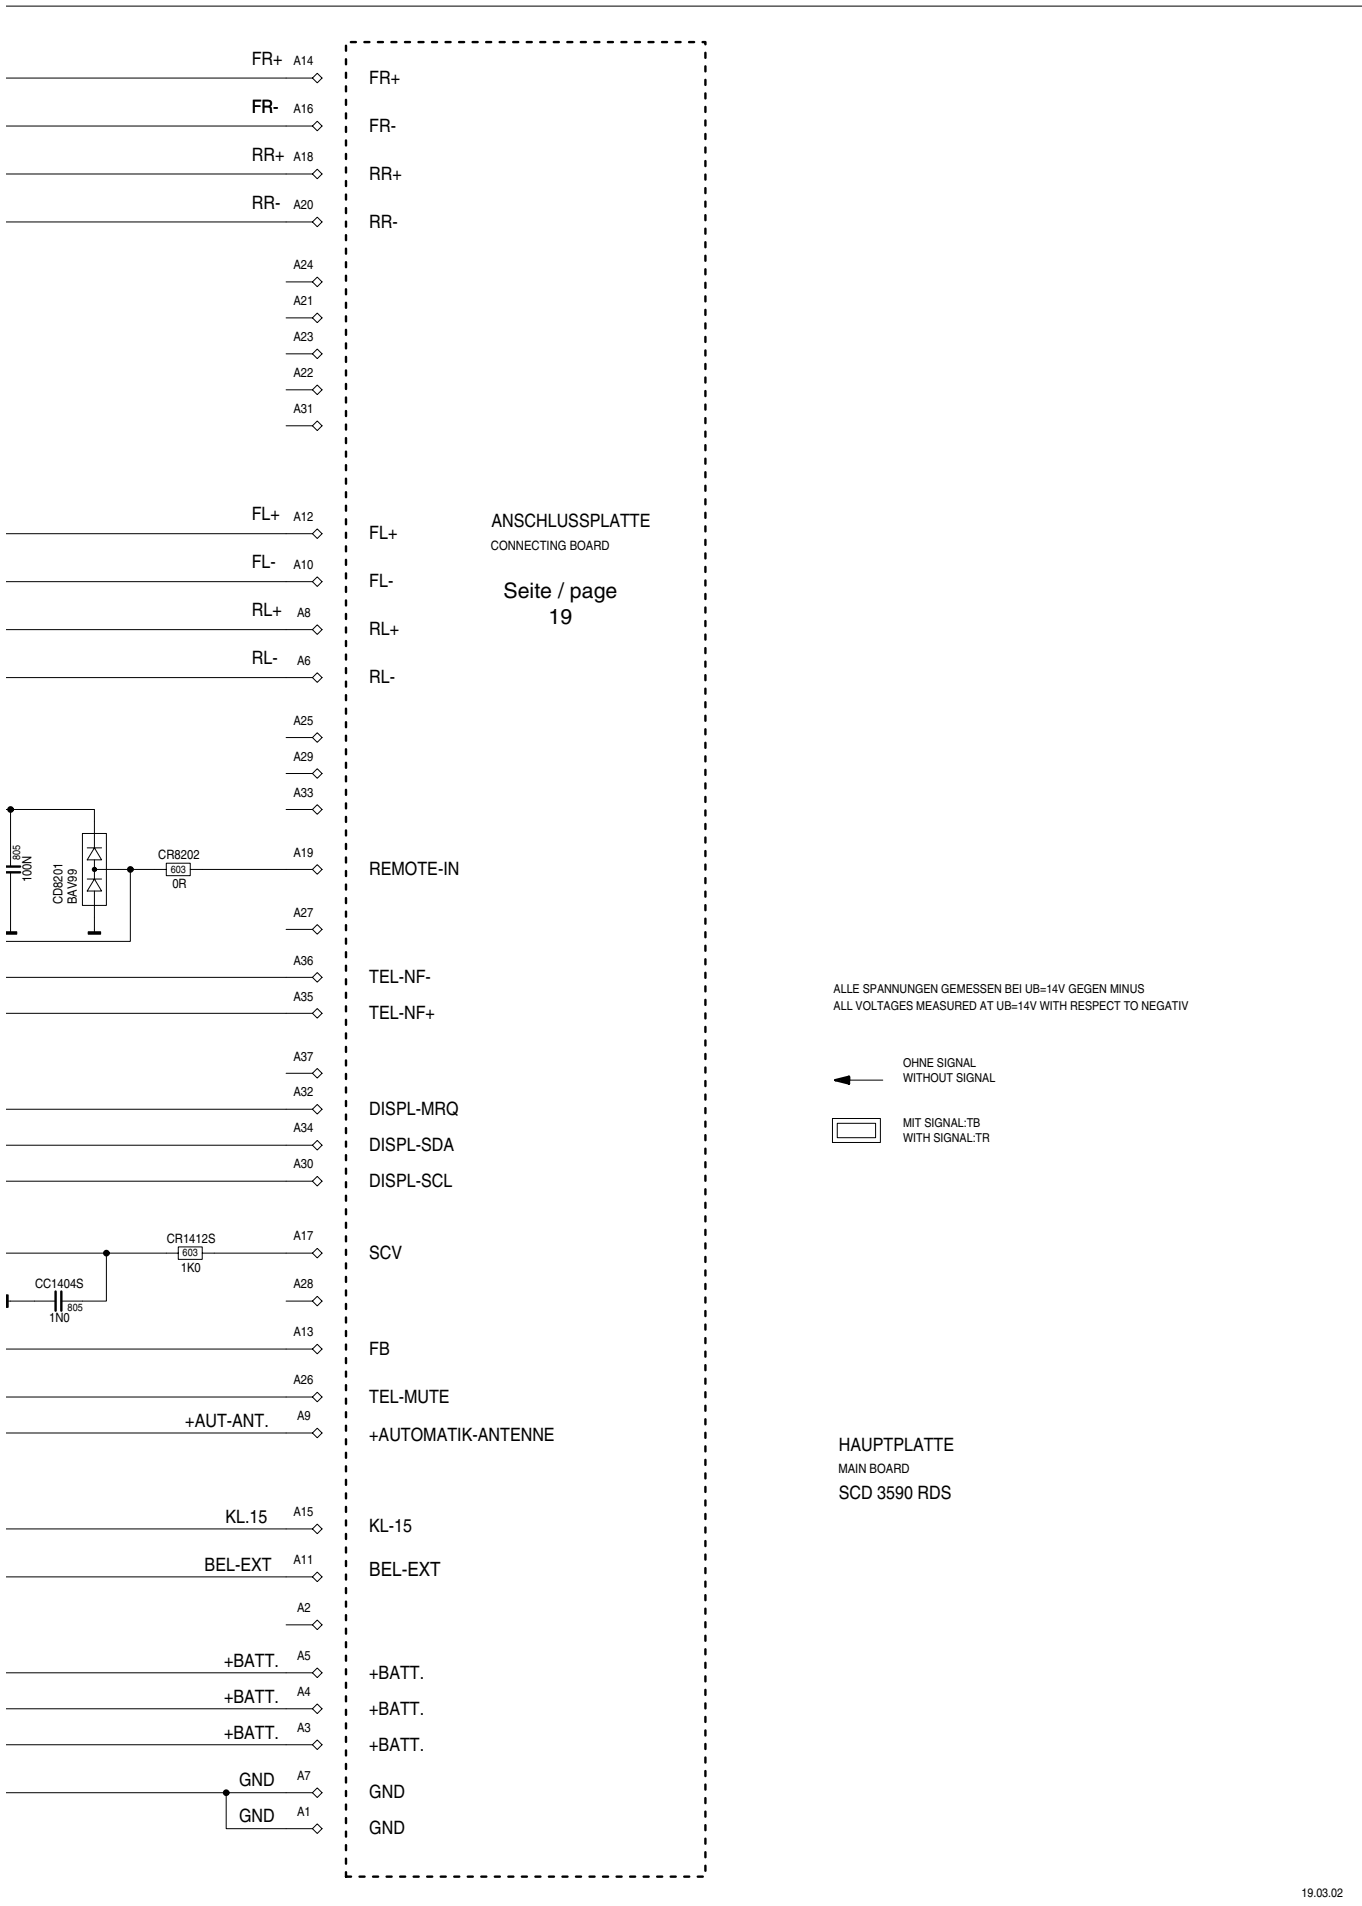 FR+ A14
FR+
FR- A16
FR-
RR+ A18
RR+
RR- A20
RR-
A24
A21
A23
A22
A31
FL+ A12
FL+
FL- A10
FL-
RL+ A8
RL+
RL- A6
RL-
ANSCHLUSSPLATTE
CONNECTING BOARD
Seite / page
19
A25
A29
A33
805
100N
CD8201
BAV99
CR8202
603
0R
A19
REMOTE-IN
A27
A36
TEL-NF-
A35
TEL-NF+
A37
A32
DISPL-MRQ
A34
DISPL-SDA
A30
DISPL-SCL
CR1412S
603
1K0
A17
SCV
CC1404S
805
1N0
A28
A13
FB
A26
TEL-MUTE
+AUT-ANT. A9
+AUTOMATIK-ANTENNE
KL.15 A15
KL-15
BEL-EXT A11
BEL-EXT
A2
+BATT. A5
+BATT.
+BATT. A4
+BATT.
+BATT. A3
+BATT.
GND A7
GND
GND A1
GND
ALLE SPANNUNGEN GEMESSEN BEI UB=14V GEGEN MINUS
ALL VOLTAGES MEASURED AT UB=14V WITH RESPECT TO NEGATIV
OHNE SIGNAL
WITHOUT SIGNAL
MIT SIGNAL:TB
WITH SIGNAL:TR
HAUPTPLATTE
MAIN BOARD
SCD 3590 RDS
19.03.02